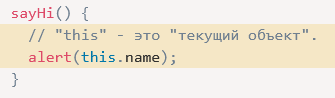 sayHi() {
// "this" - это "текущий объект".
alert(this.name);
}